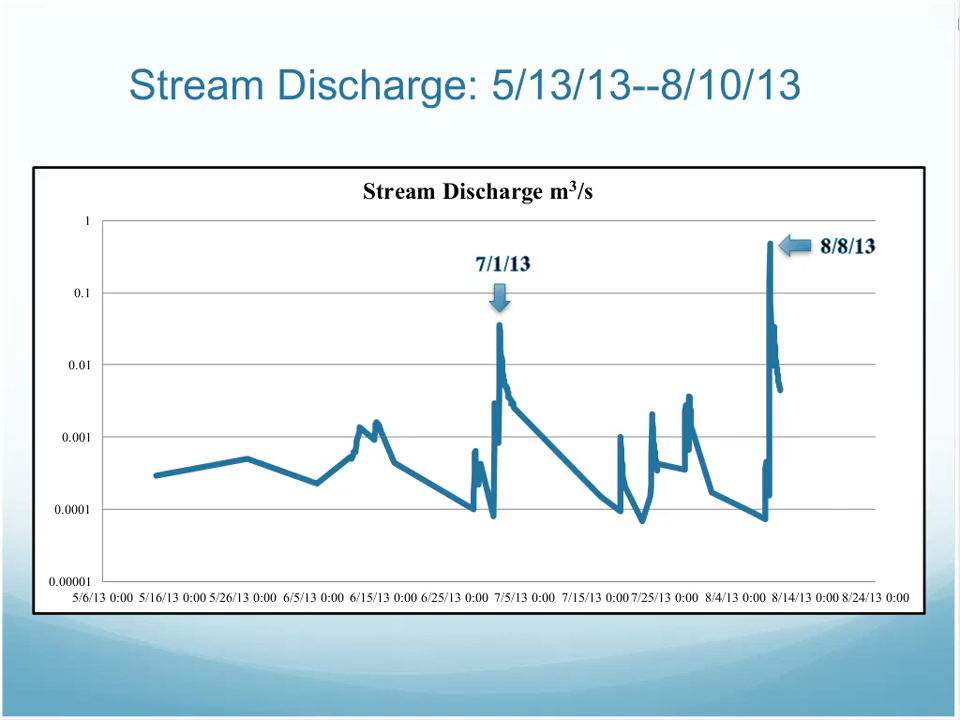 Stream Discharge: 5/13/13--8/10/13
Stream Discharge m³/s
1
0.1
0.01
0.001
0.0001
0.00001
7/1/13
8/8/13
5/6/13 0:00 5/16/13 0:00 5/26/13 0:00 6/5/13 0:00 6/15/13 0:00 6/25/13 0:00 7/5/13 0:00 7/15/13 0:00 7/25/13 0:00 8/4/13 0:00 8/14/13 0:00 8/24/13 0:00